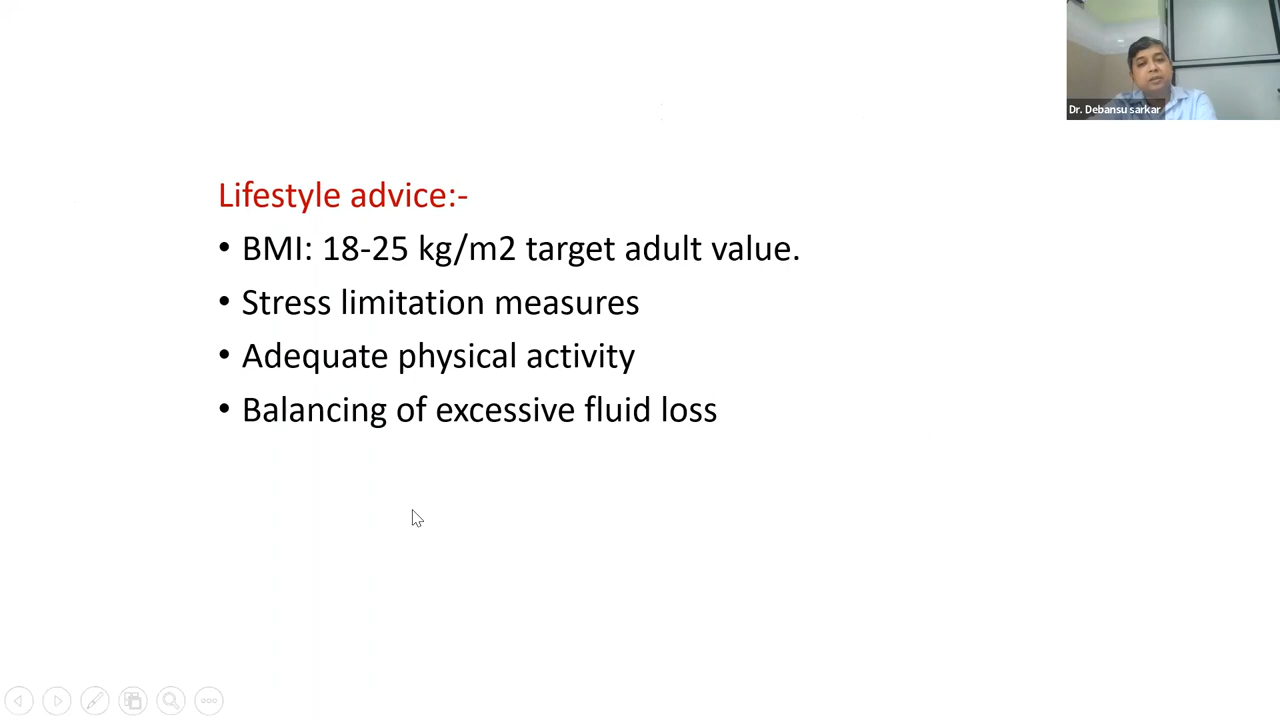 Dr. Debansu sarkar
Lifestyle advice:-
• BMI: 18-25 kg/m2 target adult value.
• Stress limitation measures
• Adequate physical activity
• Balancing of excessive fluid loss